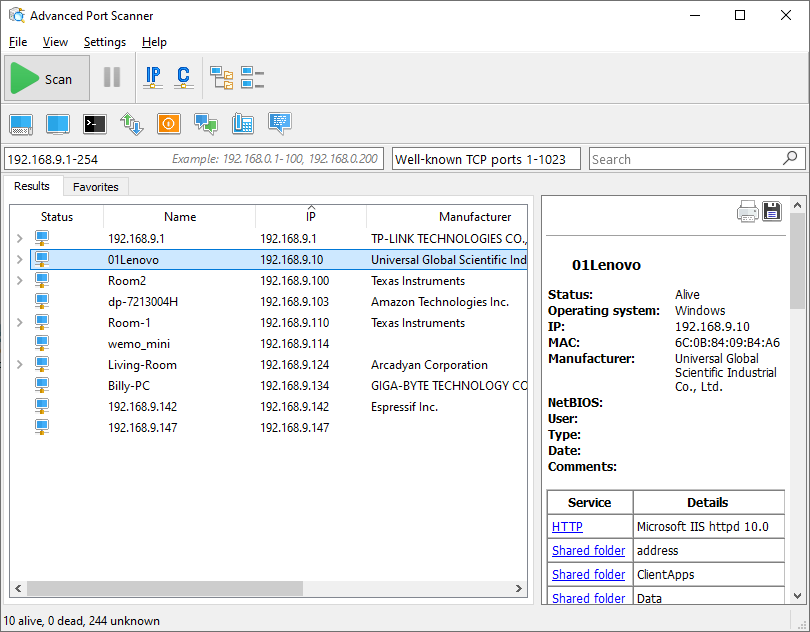 Advanced Port Scanner
File View Settings Help
Scan IP C
192.168.9.1-254 Example: 192.168.0.1-100, 192.168.0.200 Well-known TCP ports 1-1023 Search
Results Favorites
Status Name IP Manufacturer
192.168.9.1 192.168.9.1 TP-LINK TECHNOLOGIES CO.,
01Lenovo 192.168.9.10 Universal Global Scientific Ind
Room2 192.168.9.100 Texas Instruments
dp-7213004H 192.168.9.103 Amazon Technologies Inc.
Room-1 192.168.9.110 Texas Instruments
wemo_mini 192.168.9.114
Living-Room 192.168.9.124 Arcadyan Corporation
Billy-PC 192.168.9.134 GIGA-BYTE TECHNOLOGY CO
192.168.9.142 192.168.9.142 Espressif Inc.
192.168.9.147 192.168.9.147
01Lenovo
Status: Alive
Operating system: Windows
IP: 192.168.9.10
MAC: 6C:0B:84:09:B4:A6
Manufacturer: Universal Global
Scientific Industrial
Co., Ltd.
NetBIOS:
User:
Type:
Date:
Comments:
Service Details
HTTP Microsoft IIS httpd 10.0
Shared folder address
Shared folder ClientApps
Shared folder Data
10 alive, 0 dead, 244 unknown